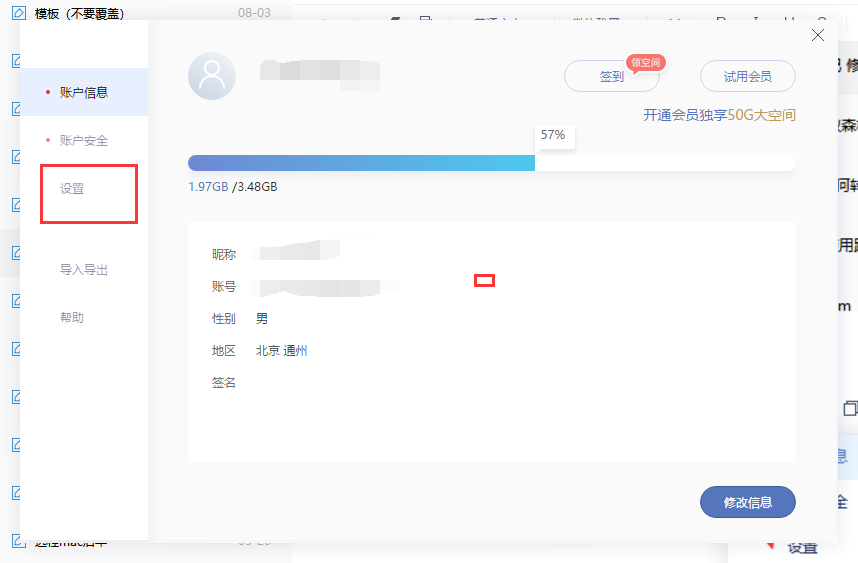 模板（不要覆盖）
08-03
领空间
签到
试用会员
账户信息
开通会员独享50G大空间
账户安全
57%
设置
1.97GB /3.48GB
昵称
导入导出
账号
帮助
性别 男
地区 北京 通州
签名
修改信息
设置